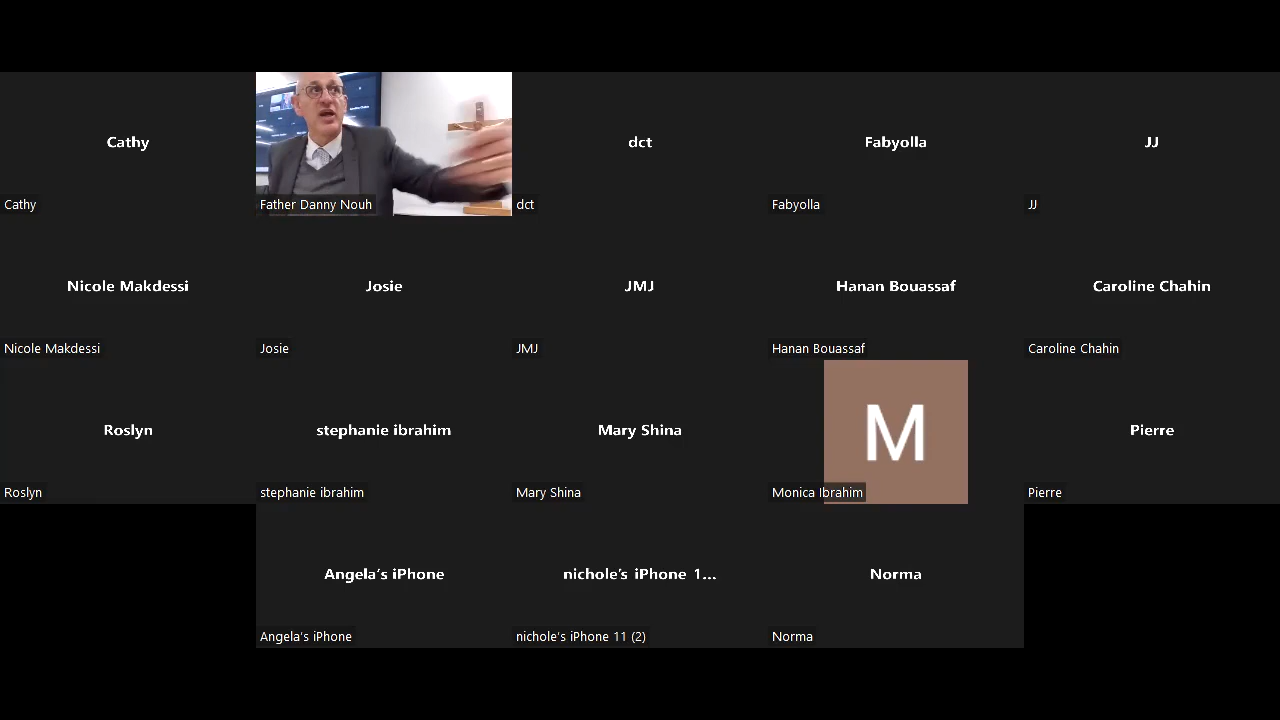 Cathy
dct
Fabyolla
JJ
Cathy
Father Danny Nouh
dct
Fabyolla
JJ
Nicole Makdessi
Josie
JMJ
Hanan Bouassaf
Caroline Chahin
Nicole Makdessi
Josie
JMJ
Hanan Bouassaf
Caroline Chahin
Roslyn
stephanie ibrahim
Mary Shina
M
Pierre
Roslyn
stephanie ibrahim
Mary Shina
Monica Ibrahim
Pierre
Angela's iPhone
nichole's iPhone 1...
Norma
Angela's iPhone
nichole's iPhone 11 (2)
Norma